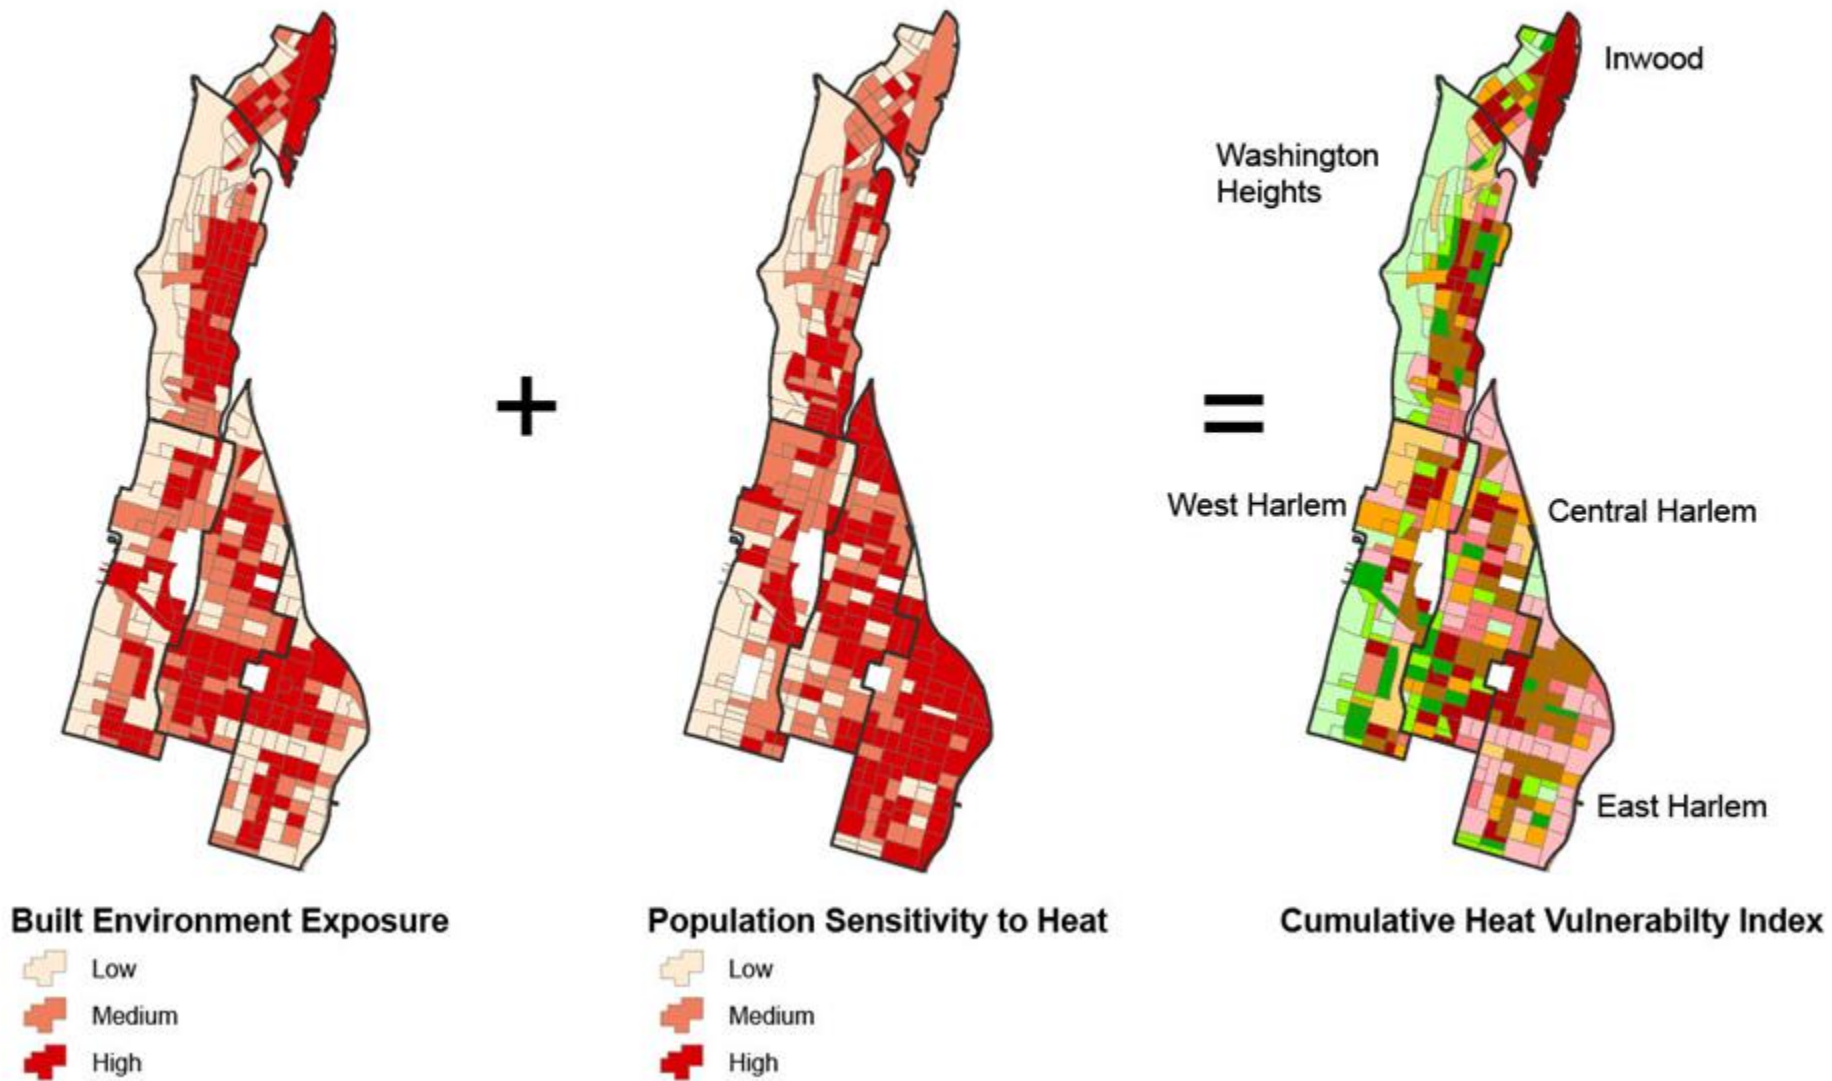 Inwood
Washington
Heights
+
=
West Harlem
Central Harlem
East Harlem
Built Environment Exposure
Low
Medium
High
Population Sensitivity to Heat
Low
Medium
High
Cumulative Heat Vulnerabilty Index